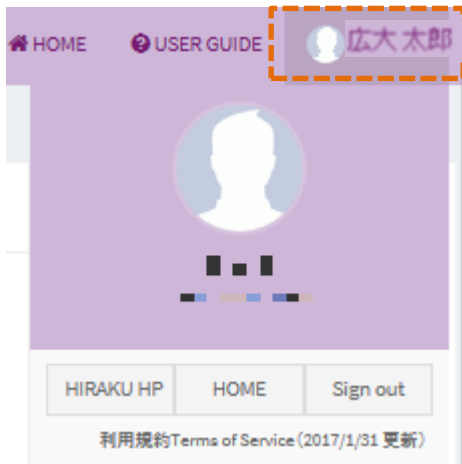 HOME USER GUIDE 広大 太郎
HIRAKU HP HOME Sign out
利用規約Terms of Service(2017/1/31 更新)